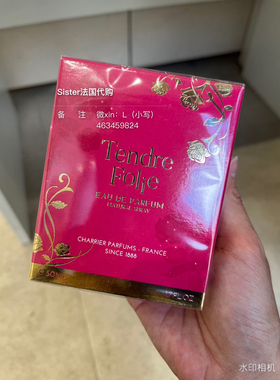 Sister法国代购
备 注 微xin: L（小写）
463459824
Tendre
Folie
EAU DE PARFUM
CHARRIER PARFUMS - FRANCE
SINCE 1888
水印相机